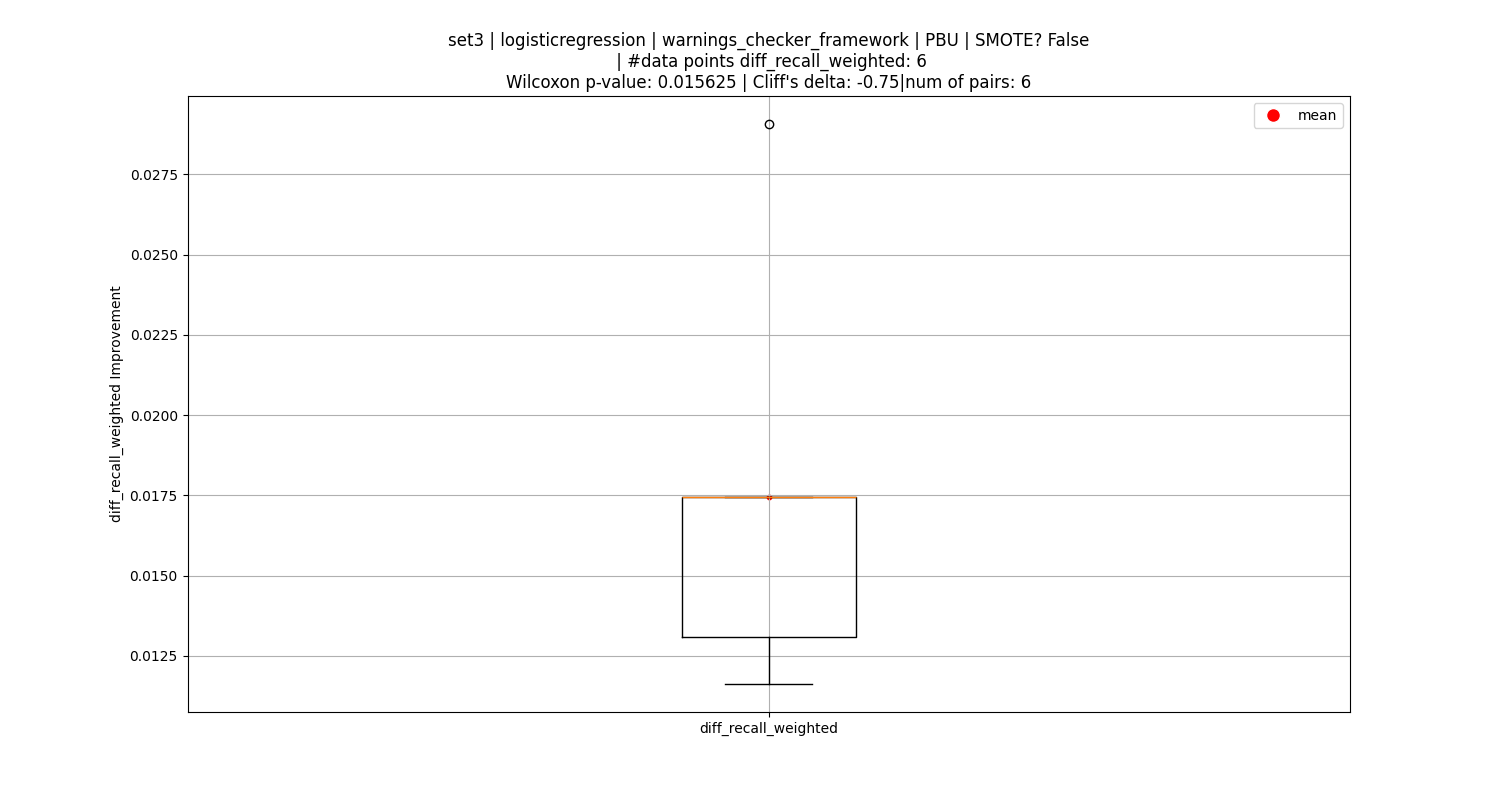 set3 | logisticregression | warnings_checker_framework | PBU | SMOTE? False
| #data points diff_recall_weighted: 6
Wilcoxon p-value: 0.015625 | Cliff's delta: -0.75|num of pairs: 6
mean
0.0275
0.0250
0.0225
0.0200
0.0175
0.0150
0.0125
diff_recall_weighted Improvement
diff_recall_weighted